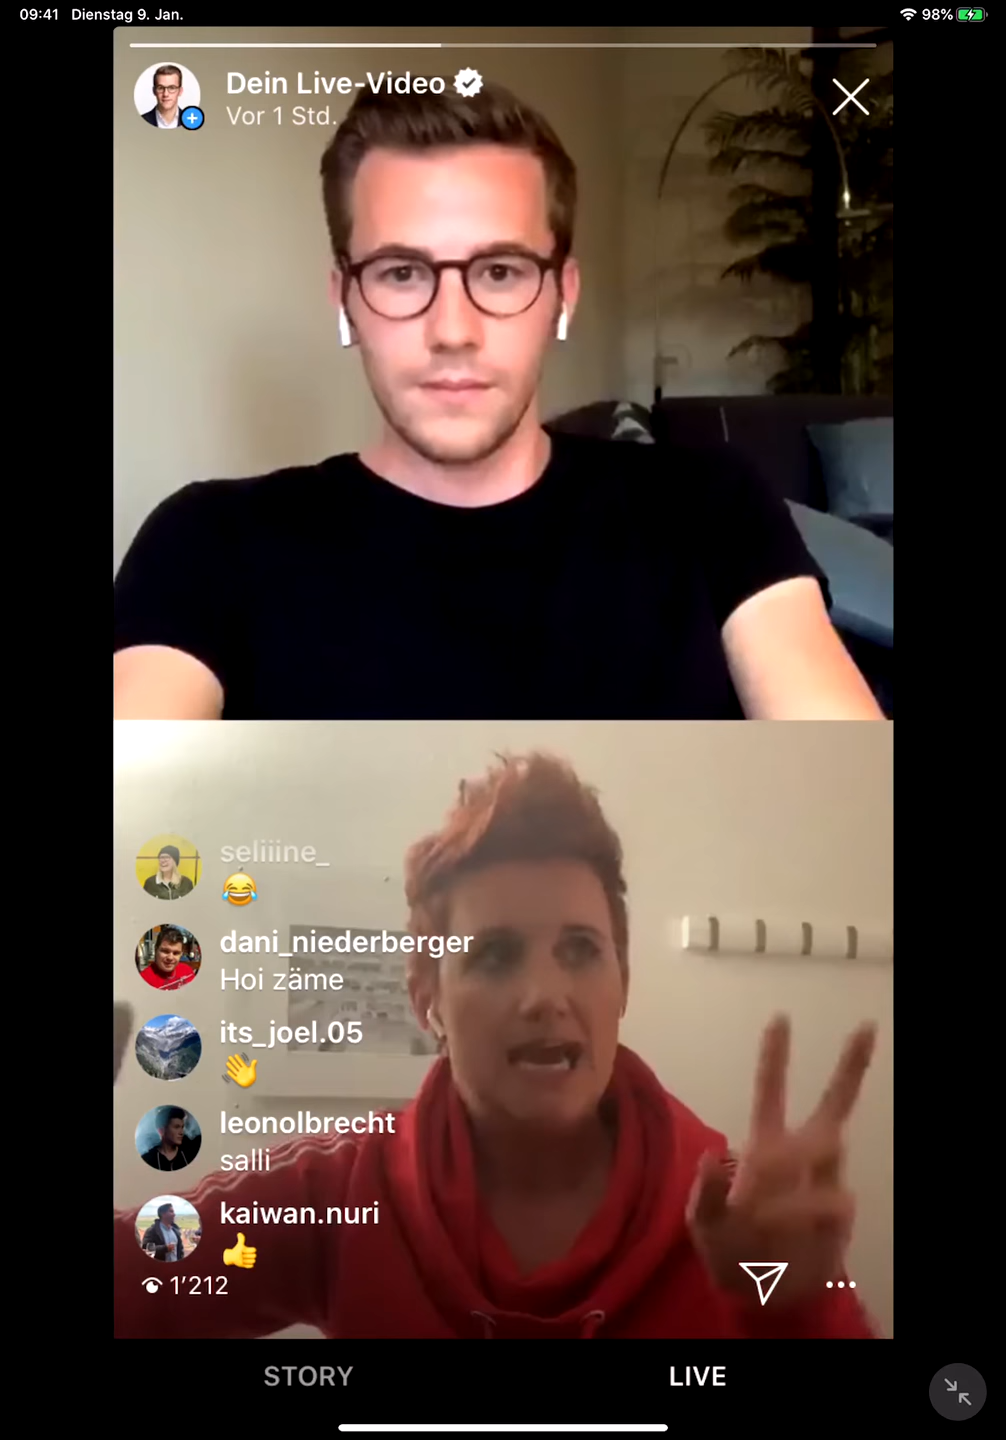 09:41 Dienstag 9. Jan.
98%
Dein Live-Video
Vor 1 Std.
seliiine_
😂
dani_niederberger
Hoi zäme
its_joel.05
👋
leonolbrecht
salli
kaiwan.nuri
👍
1’212
STORY LIVE